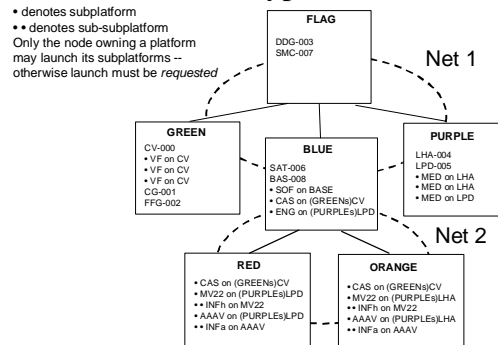 • denotes subplatform
• • denotes sub-subplatform
Only the node owning a platform
may launch its subplatforms --
otherwise launch must be requested
FLAG
DDG-003
SMC-007
Net 1
GREEN
CV-000
• VF on CV
• VF on CV
• VF on CV
CG-001
FFG-002
BLUE
SAT-006
BAS-008
• SOF on BASE
• CAS on (GREENs)CV
• ENG on (PURPLEs)LPD
PURPLE
LHA-004
LPD-005
• MED on LHA
• MED on LHA
• MED on LPD
Net 2
RED
• CAS on (GREENs)CV
• MV22 on (PURPLEs)LPD
• • INFh on MV22
• AAAV on (PURPLEs)LPD
• • INFa on AAAV
ORANGE
• CAS on (GREENs)CV
• MV22 on (PURPLEs)LHA
• • INFh on MV22
• AAAV on (PURPLEs)LHA
• • INFa on AAAV